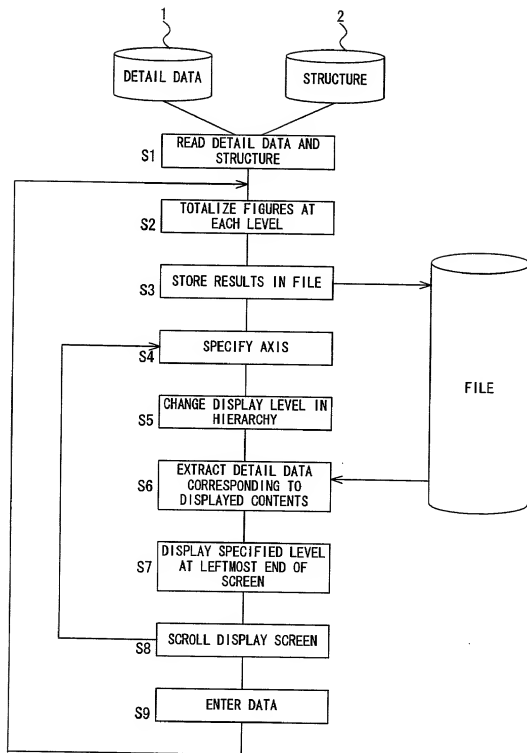 1
2
DETAIL DATA
STRUCTURE
S1
READ DETAIL DATA AND
STRUCTURE
S2
TOTALIZE FIGURES AT
EACH LEVEL
S3
STORE RESULTS IN FILE
S4
SPECIFY AXIS
FILE
S5
CHANGE DISPLAY LEVEL IN
HIERARCHY
S6
EXTRACT DETAIL DATA
CORRESPONDING TO
DISPLAYED CONTENTS
S7
DISPLAY SPECIFIED LEVEL
AT LEFTMOST END OF
SCREEN
S8
SCROLL DISPLAY SCREEN
S9
ENTER DATA